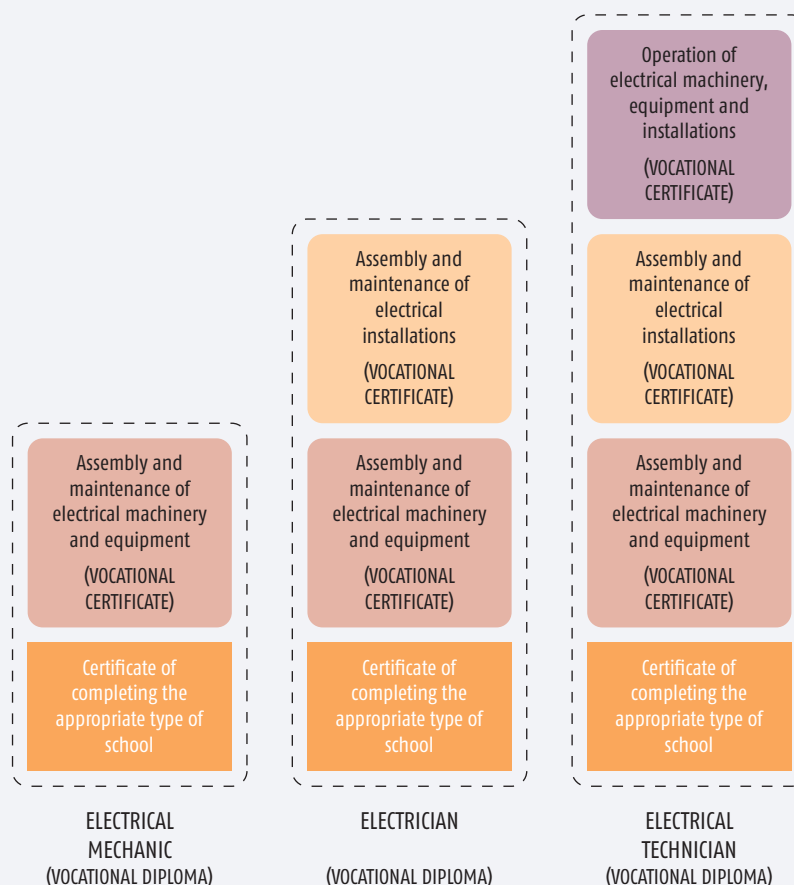 Operation of
electrical machinery,
equipment and
installations
(VOCATIONAL
CERTIFICATE)
Assembly and
maintenance of
electrical
installations
(VOCATIONAL
CERTIFICATE)
Assembly and
maintenance of
electrical
installations
(VOCATIONAL
CERTIFICATE)
Assembly and
maintenance of
electrical machinery
and equipment
(VOCATIONAL
CERTIFICATE)
Assembly and
maintenance of
electrical machinery
and equipment
(VOCATIONAL
CERTIFICATE)
Assembly and
maintenance of
electrical machinery
and equipment
(VOCATIONAL
CERTIFICATE)
Certificate of
completing the
appropriate type of
school
Certificate of
completing the
appropriate type of
school
Certificate of
completing the
appropriate type of
school
ELECTRICAL
MECHANIC
(VOCATIONAL DIPLOMA)
ELECTRICIAN
(VOCATIONAL DIPLOMA)
ELECTRICAL
TECHNICIAN
(VOCATIONAL DIPLOMA)